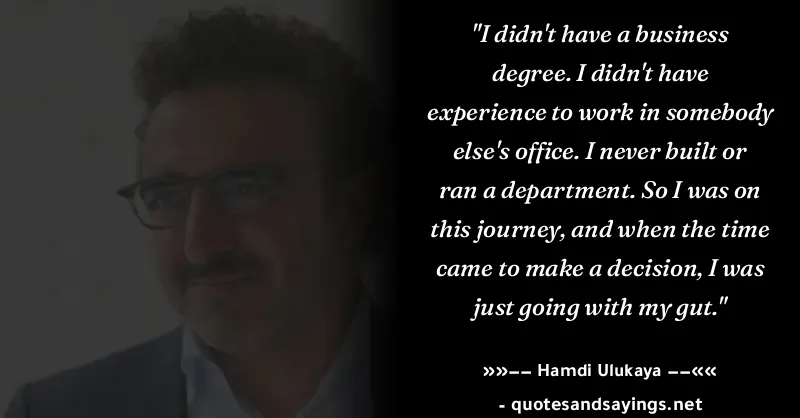 "I didn't have a business
degree. I didn't have
experience to work in somebody
else's office. I never built or
ran a department. So I was on
this journey, and when the time
came to make a decision, I was
just going with my gut."
»»−− Hamdi Ulukaya −−««
- quotesandsayings.net